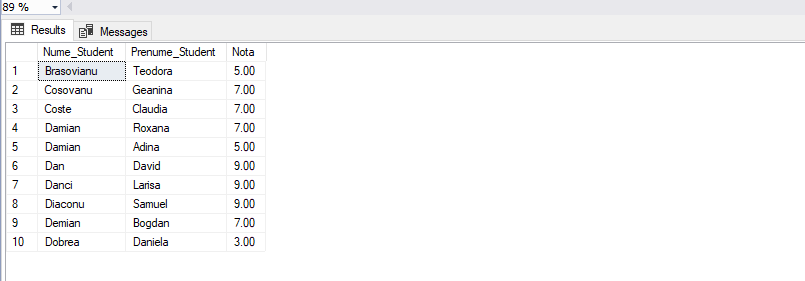 89 %
Results Messages
Nume_Student Prenume_Student Nota
1 Brasovianu Teodora 5.00
2 Cosovanu Geanina 7.00
3 Coste Claudia 7.00
4 Damian Roxana 7.00
5 Damian Adina 5.00
6 Dan David 9.00
7 Danci Larisa 9.00
8 Diaconu Samuel 9.00
9 Demian Bogdan 7.00
10 Dobrea Daniela 3.00